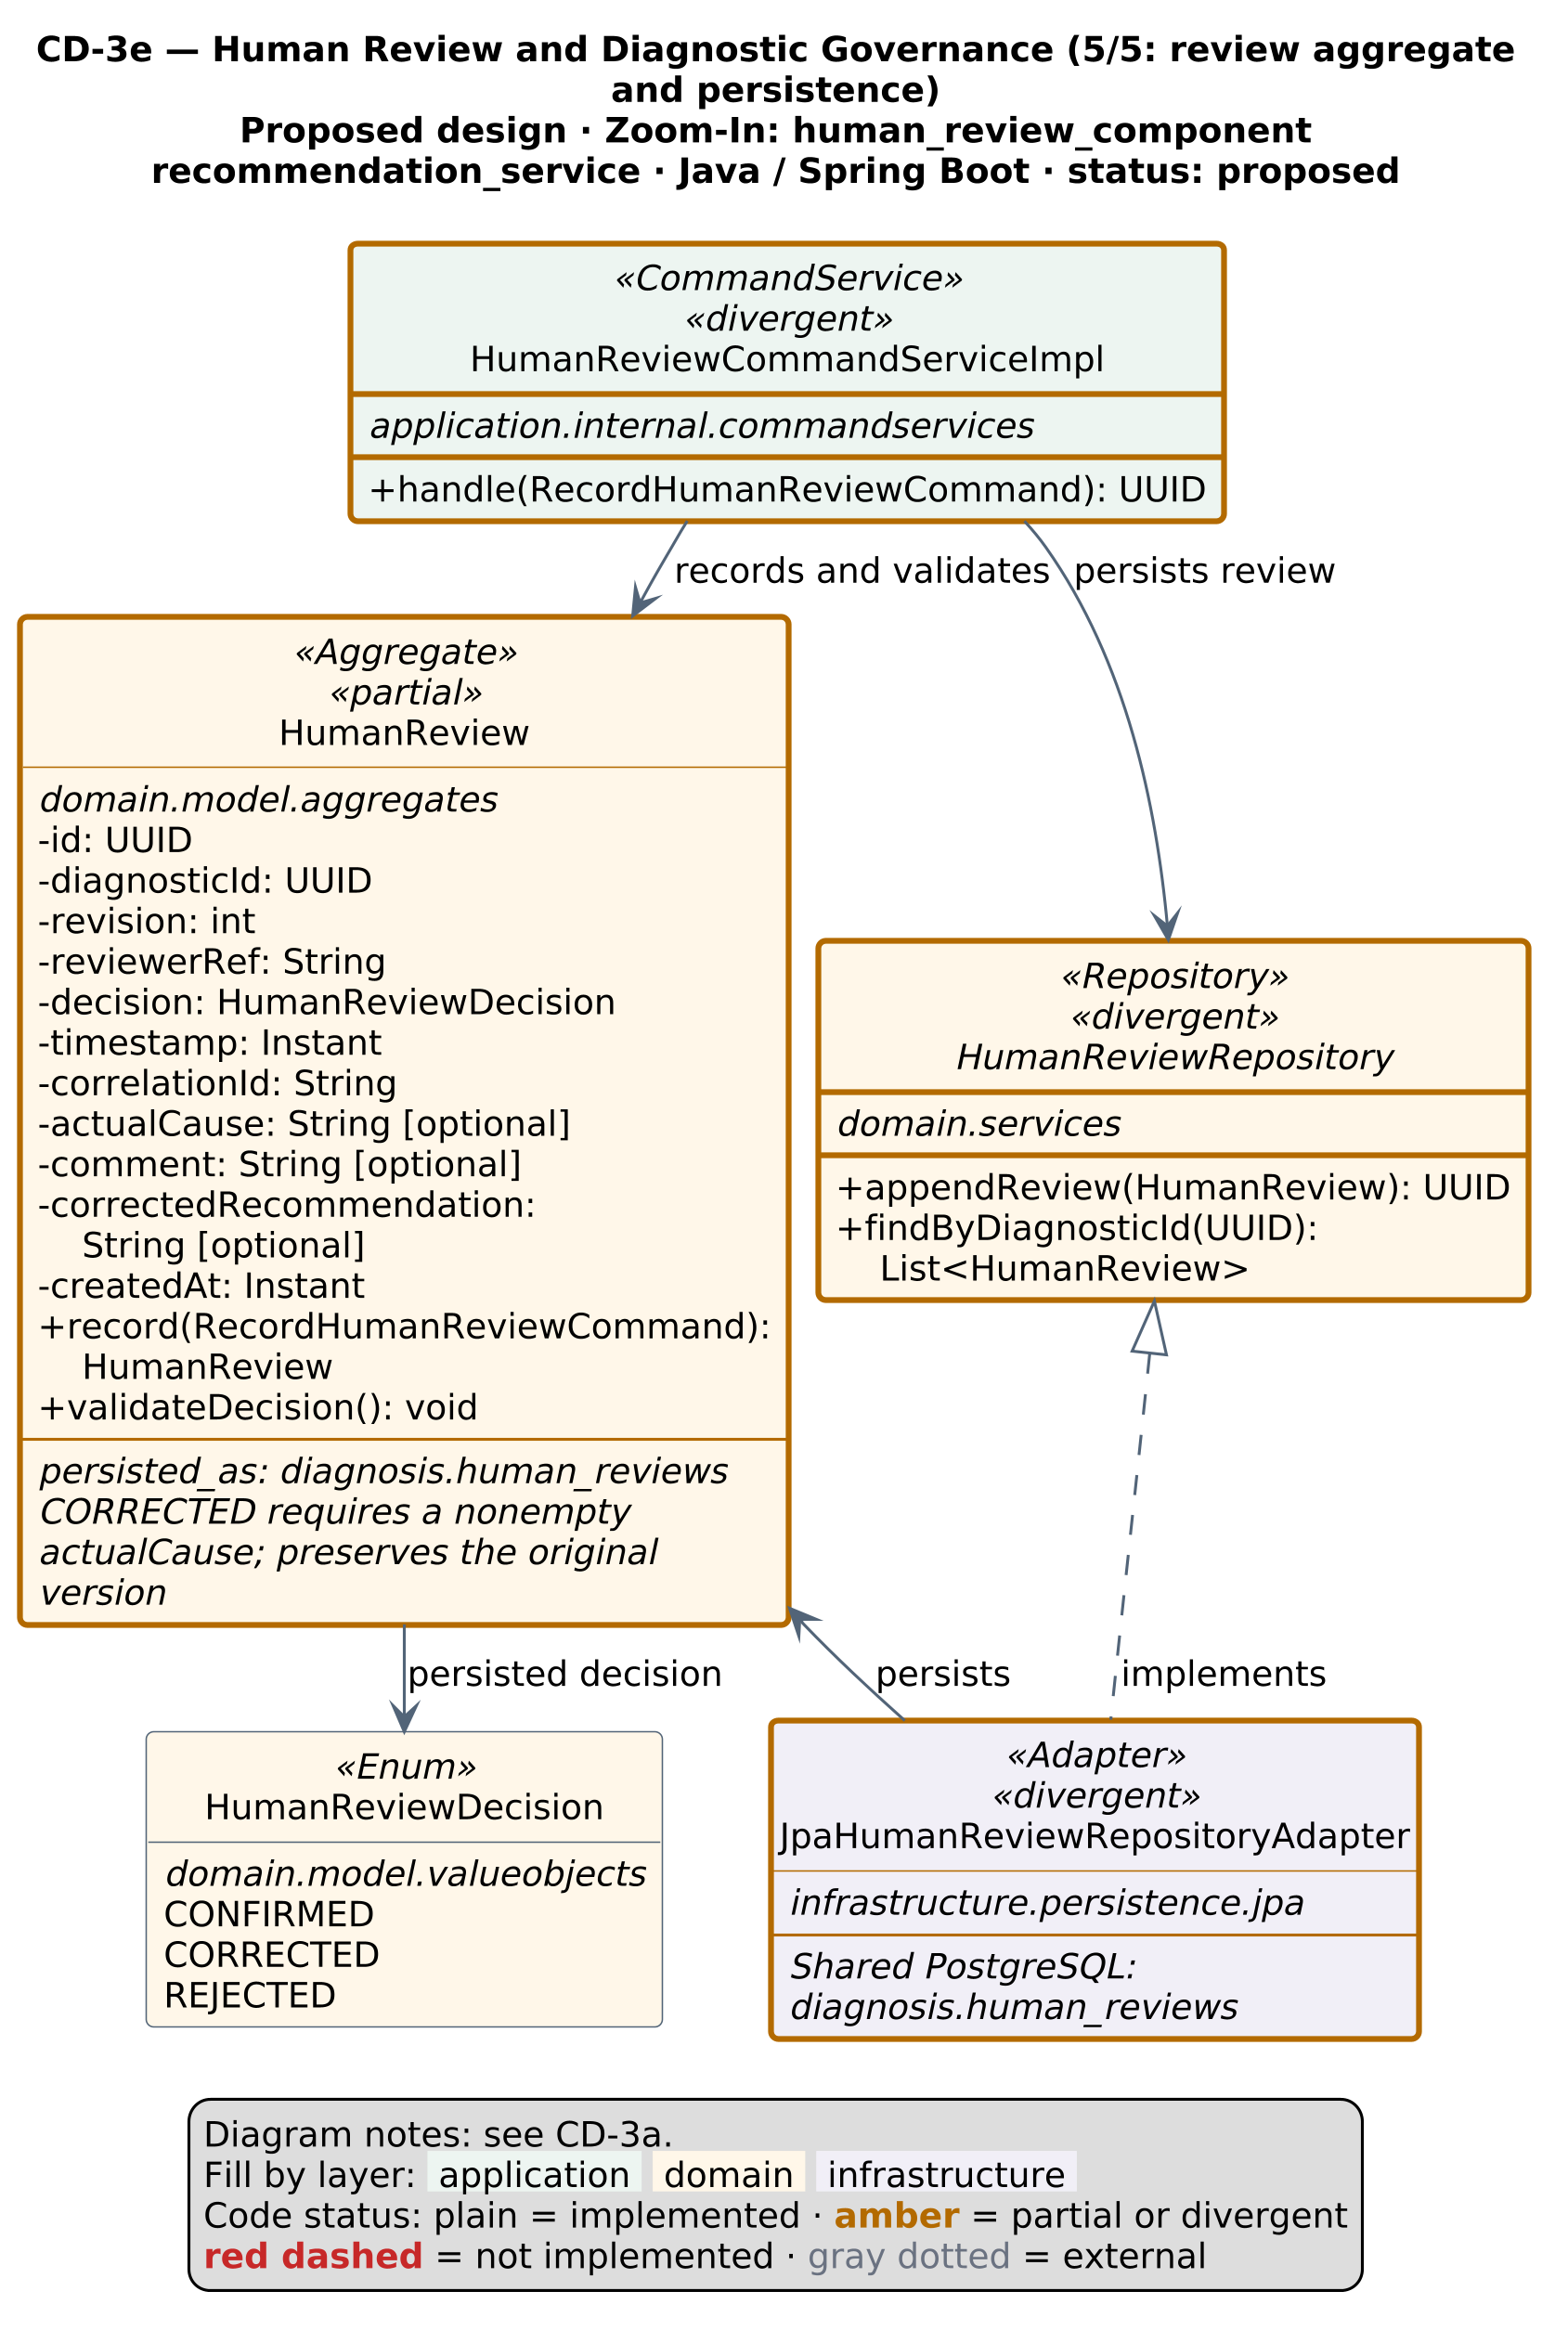 CD-3e — Human Review and Diagnostic Governance (5/5: review aggregate
and persistence)
Proposed design · Zoom-In: human_review_component
recommendation_service · Java / Spring Boot · status: proposed
«CommandService»
«divergent»
HumanReviewCommandServiceImpl
application.internal.commandservices
+handle(RecordHumanReviewCommand): UUID
records and validates
persists review
«Aggregate»
«partial»
HumanReview
domain.model.aggregates
-id: UUID
-diagnosticId: UUID
-revision: int
-reviewerRef: String
-decision: HumanReviewDecision
-timestamp: Instant
-correlationId: String
-actualCause: String [optional]
-comment: String [optional]
-correctedRecommendation:
String [optional]
-createdAt: Instant
+record(RecordHumanReviewCommand):
HumanReview
+validateDecision(): void
persisted_as: diagnosis.human_reviews
CORRECTED requires a nonempty
actualCause; preserves the original
version
«Repository»
«divergent»
HumanReviewRepository
domain.services
+appendReview(HumanReview): UUID
+findByDiagnosticId(UUID):
List<HumanReview>
persisted decision
persists
implements
«Enum»
HumanReviewDecision
domain.model.valueobjects
CONFIRMED
CORRECTED
REJECTED
«Adapter»
«divergent»
JpaHumanReviewRepositoryAdapter
infrastructure.persistence.jpa
Shared PostgreSQL:
diagnosis.human_reviews
Diagram notes: see CD-3a.
Fill by layer: application domain infrastructure
Code status: plain = implemented · amber = partial or divergent
red dashed = not implemented · gray dotted = external